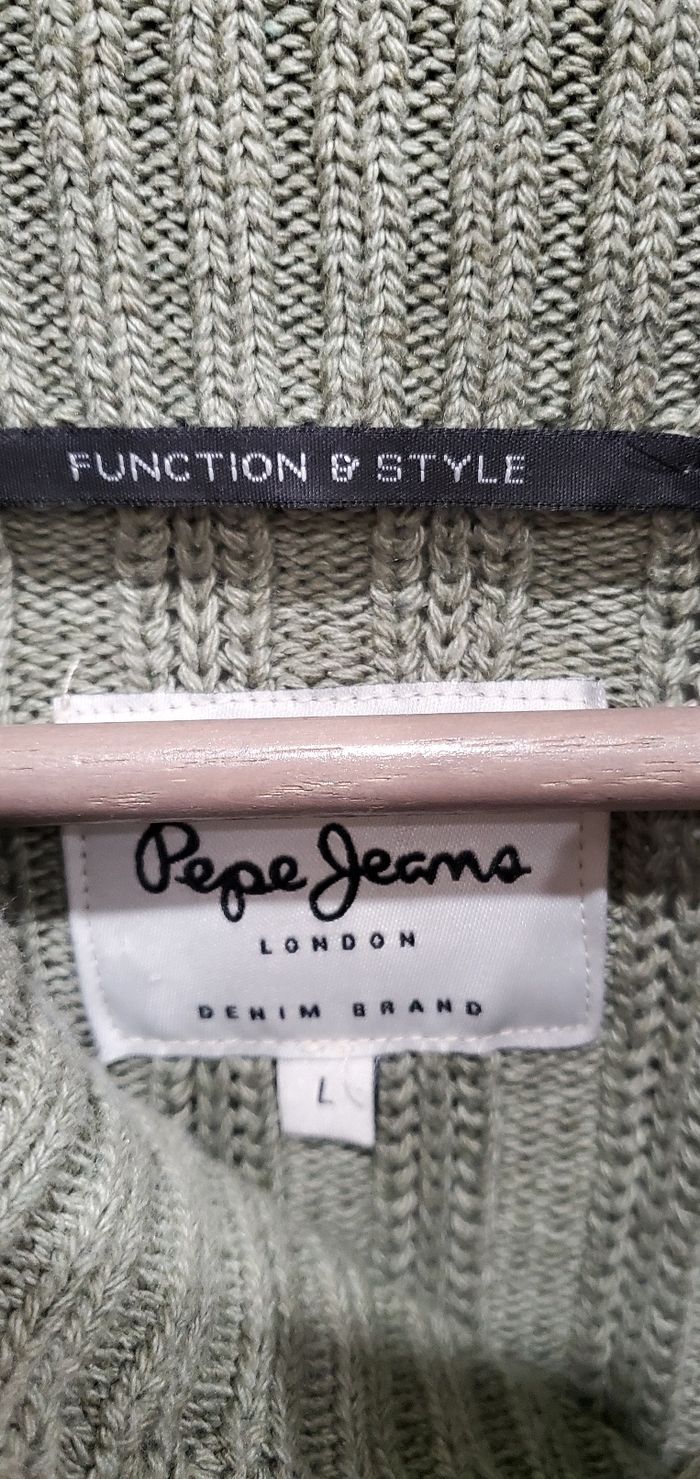 FUNCTION & STYLE
Pepe Jeans
LONDON
DENIM BRAND
L